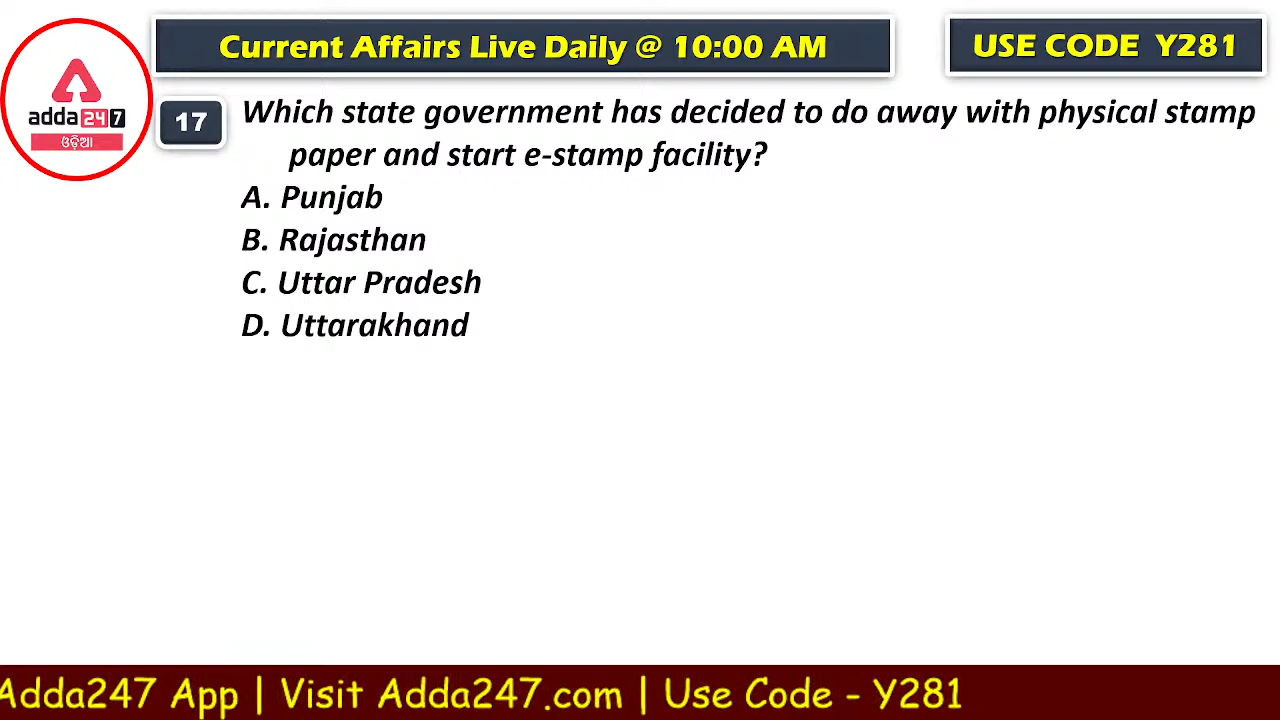 Current Affairs Live Daily @ 10:00 AM
USE CODE Y281
adda247
ଓଡ଼ିଆ
17
Which state government has decided to do away with physical stamp
paper and start e-stamp facility?
A. Punjab
B. Rajasthan
C. Uttar Pradesh
D. Uttarakhand
Adda247 App | Visit Adda247.com | Use Code - Y281